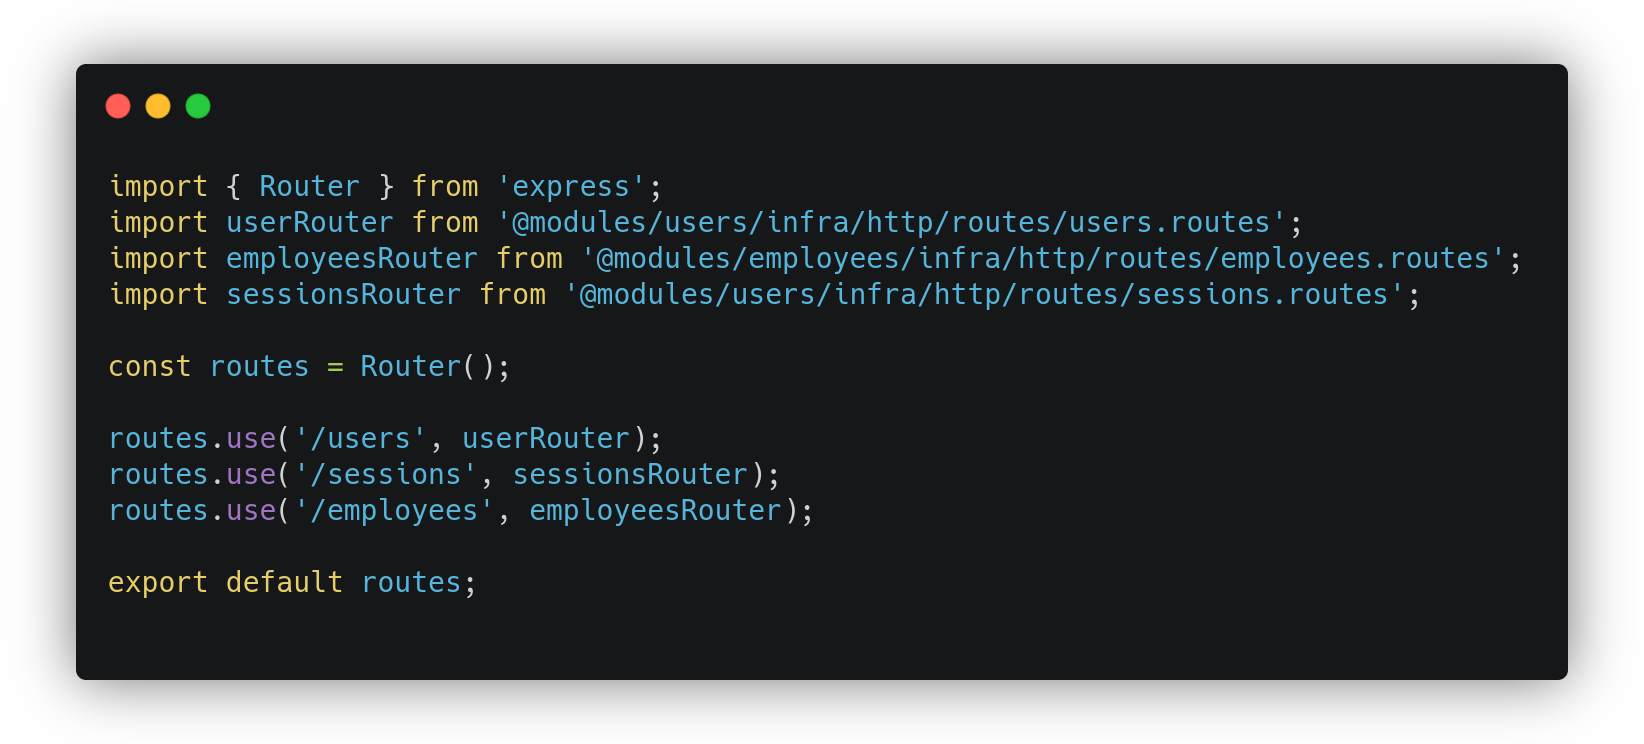 import { Router } from 'express';
import userRouter from '@modules/users/infra/http/routes/users.routes';
import employeesRouter from '@modules/employees/infra/http/routes/employees.routes';
import sessionsRouter from '@modules/users/infra/http/routes/sessions.routes';

const routes = Router();

routes.use('/users', userRouter);
routes.use('/sessions', sessionsRouter);
routes.use('/employees', employeesRouter);

export default routes;